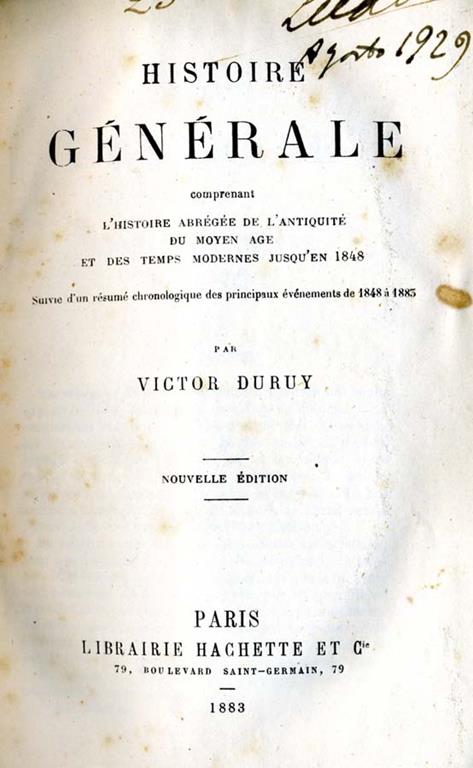 Agosto 1929
HISTOIRE
GÉNÉRALE
comprenant
L'HISTOIRE ABRÉGÉE DE L'ANTIQUITÉ
DU MOYEN AGE
ET DES TEMPS MODERNES JUSQU'EN 1848
Suivie d'un résumé chronologique des principaux événements de 1848 à 1883
PAR
VICTOR DURUY
NOUVELLE ÉDITION
PARIS
LIBRAIRIE HACHETTE ET Cie
79, BOULEVARD SAINT-GERMAIN, 79
1883